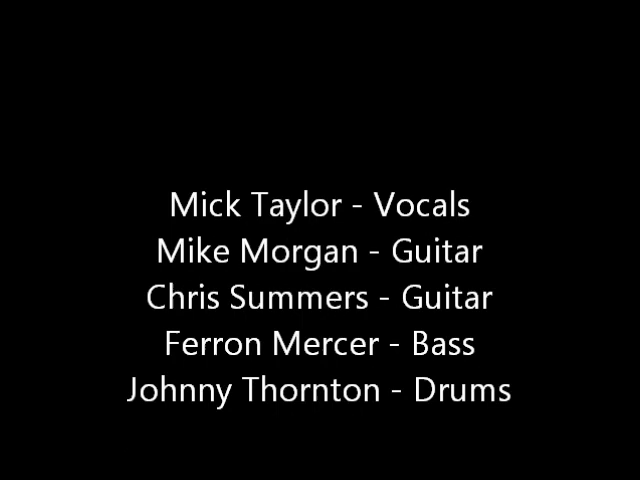 Mick Taylor - Vocals
Mike Morgan - Guitar
Chris Summers - Guitar
Ferron Mercer - Bass
Johnny Thornton - Drums